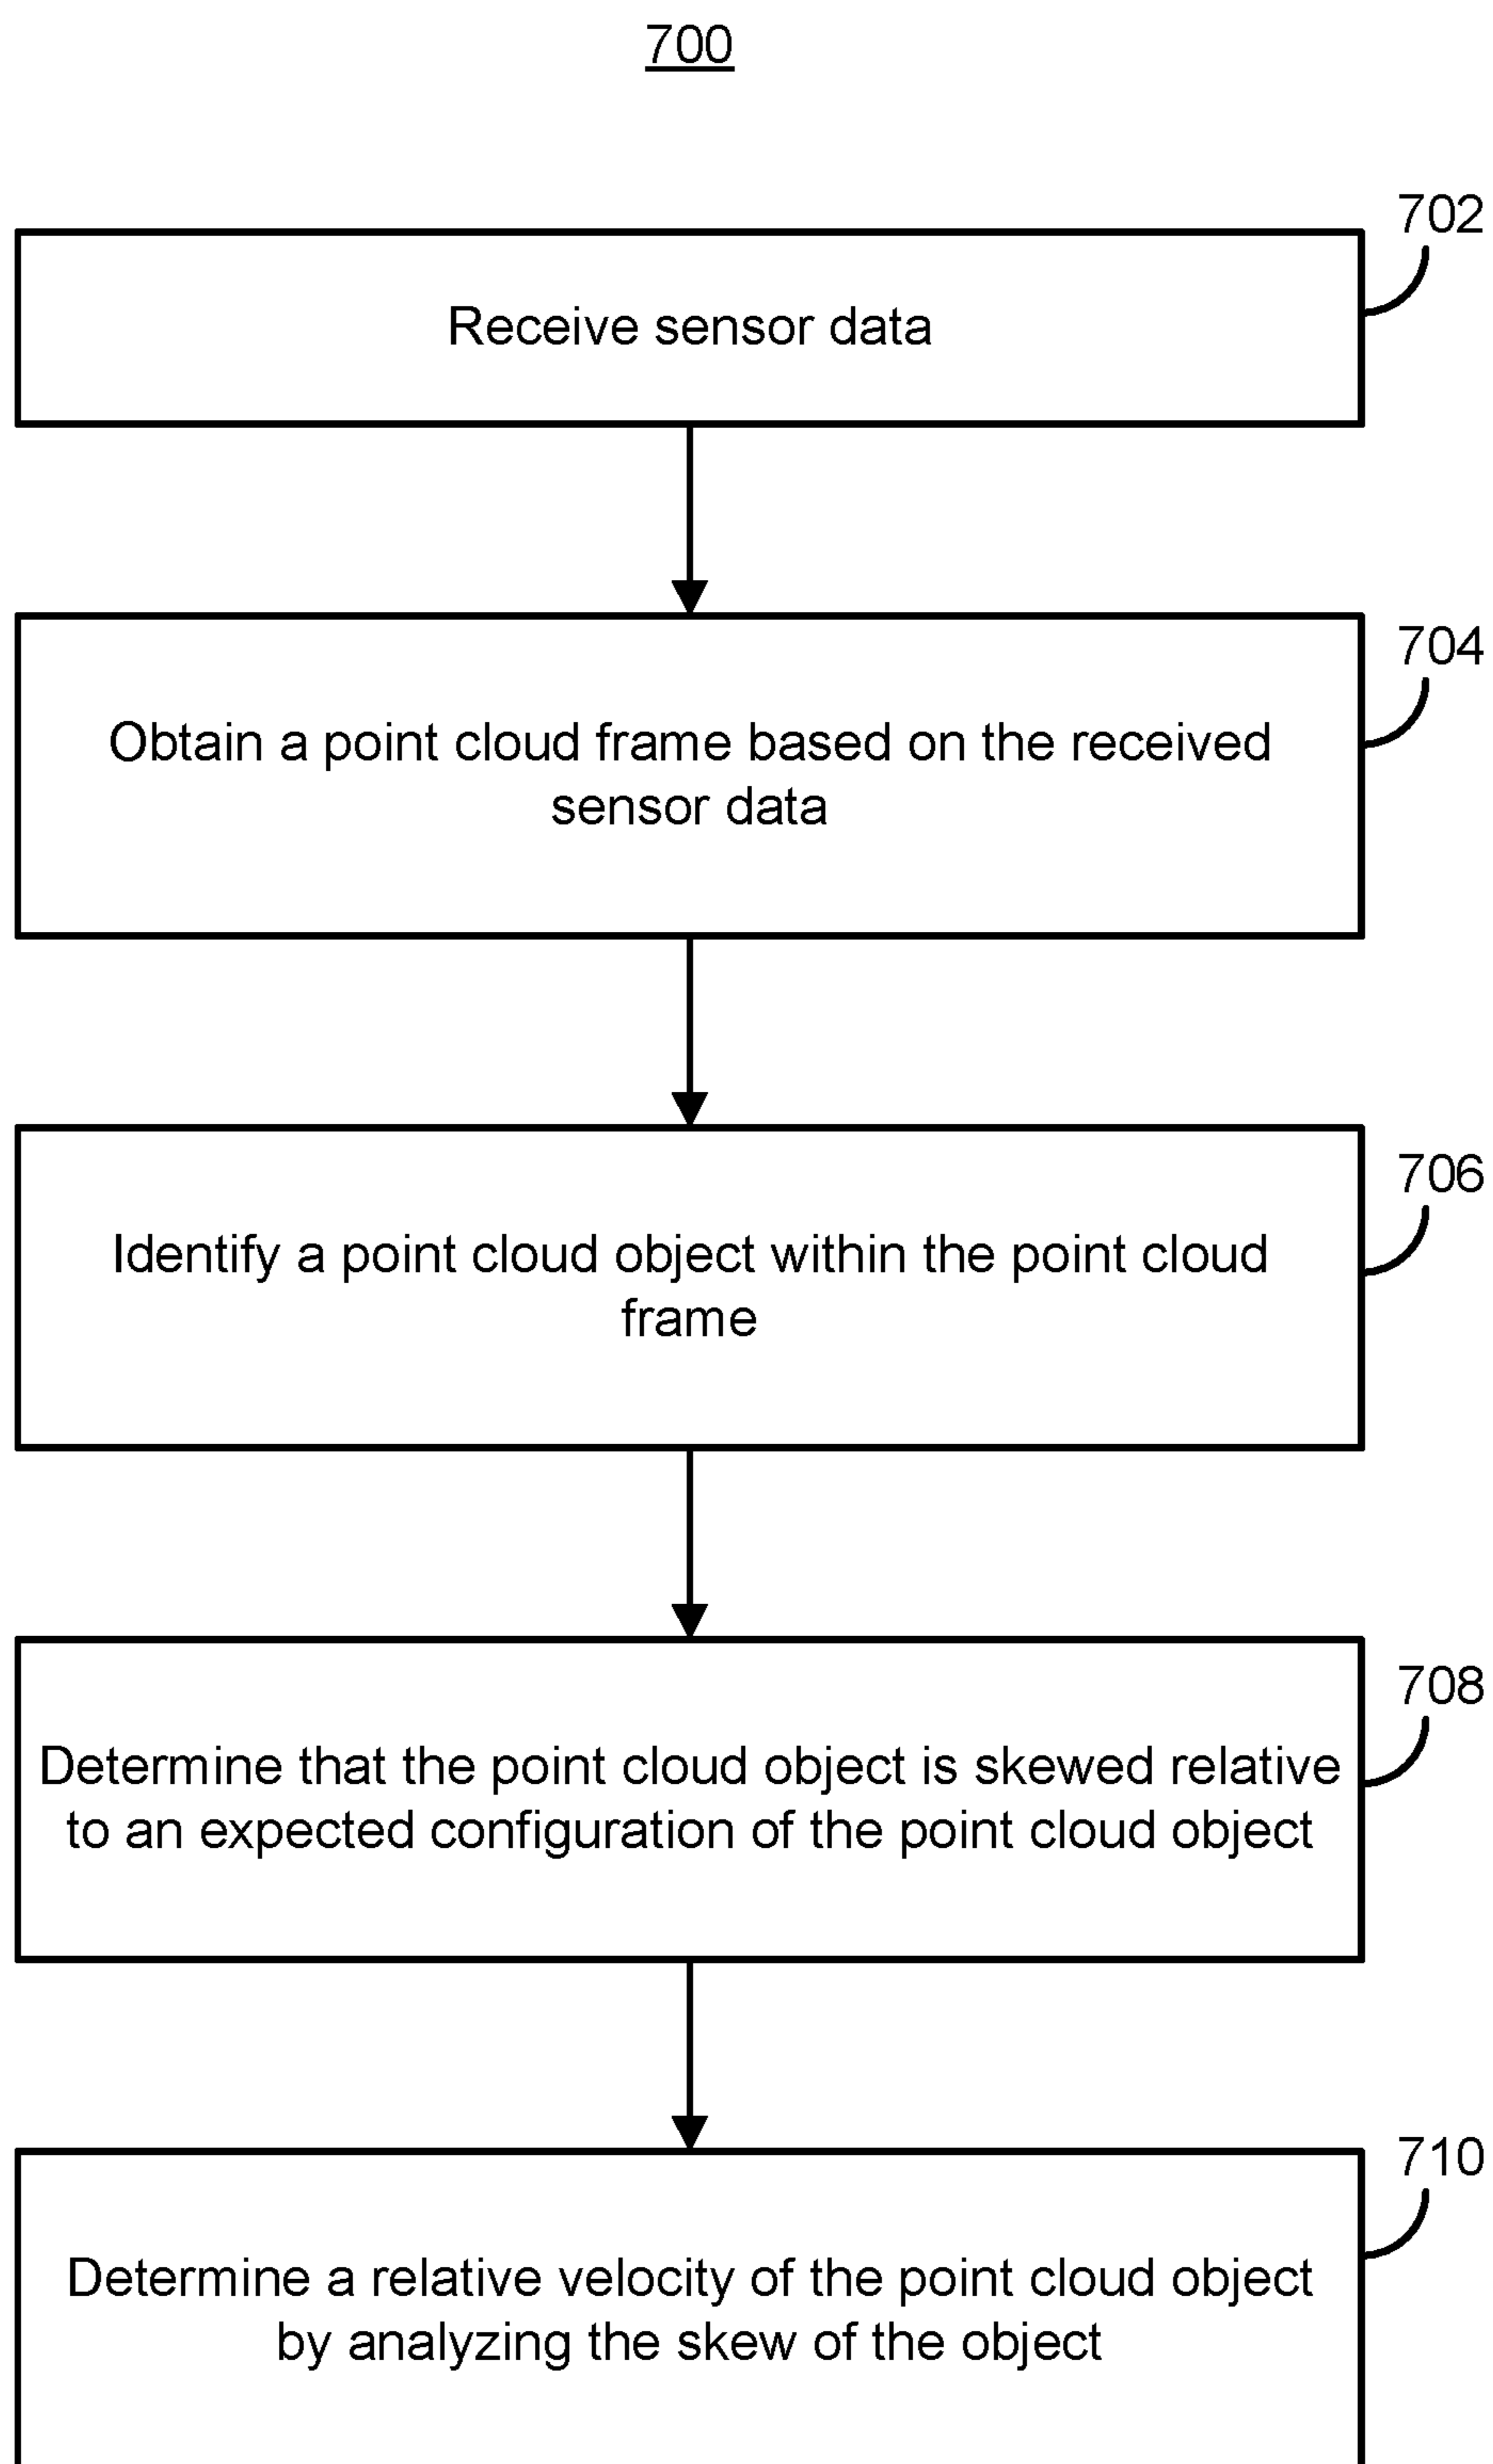 700
702
Receive sensor data
704
Obtain a point cloud frame based on the received
sensor data
706
Identify a point cloud object within the point cloud
frame
708
Determine that the point cloud object is skewed relative
to an expected configuration of the point cloud object
710
Determine a relative velocity of the point cloud object
by analyzing the skew of the object